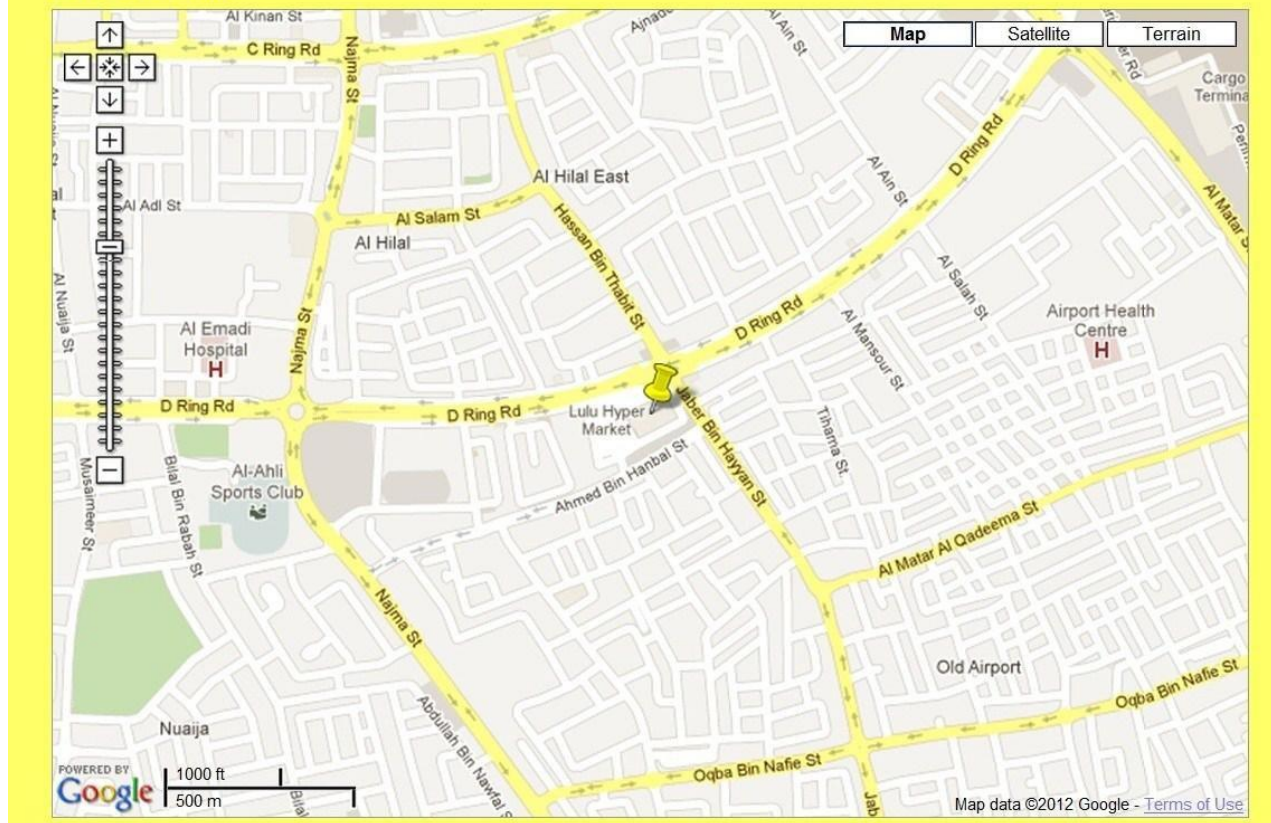 Al Kinan St
C Ring Rd
Najma St
Al Ain St
Map
Satellite
Terrain
Cargo
Al Adl St
Al Salam St
Al Hilal East
Al Hilal
Hassan Bin Thabit St
Al Ain St
D Ring Rd
Al Matar S
Al Nuaija St
Al Emadi
Hospital
H
Najma St
D Ring Rd
Al Mansour St
Al Salah St
Airport Health
Centre
H
D Ring Rd
D Ring Rd
Lulu Hyper
Market
Jaber Bin Hayyan St
Tihama St
Musaimeer St
Bilal Bin Rabah St
Al-Ahli
Sports Club
Ahmed Bin Hanbal St
Al Matar Al Qadeema St
Najma St
Old Airport
Oqba Bin Nafie St
Nuaija
Abdullah Bin Nawfal S
Oqba Bin Nafie St
Jab
Bilal
POWERED BY
Google
1000 ft
500 m
Map data ©2012 Google - Terms of Use